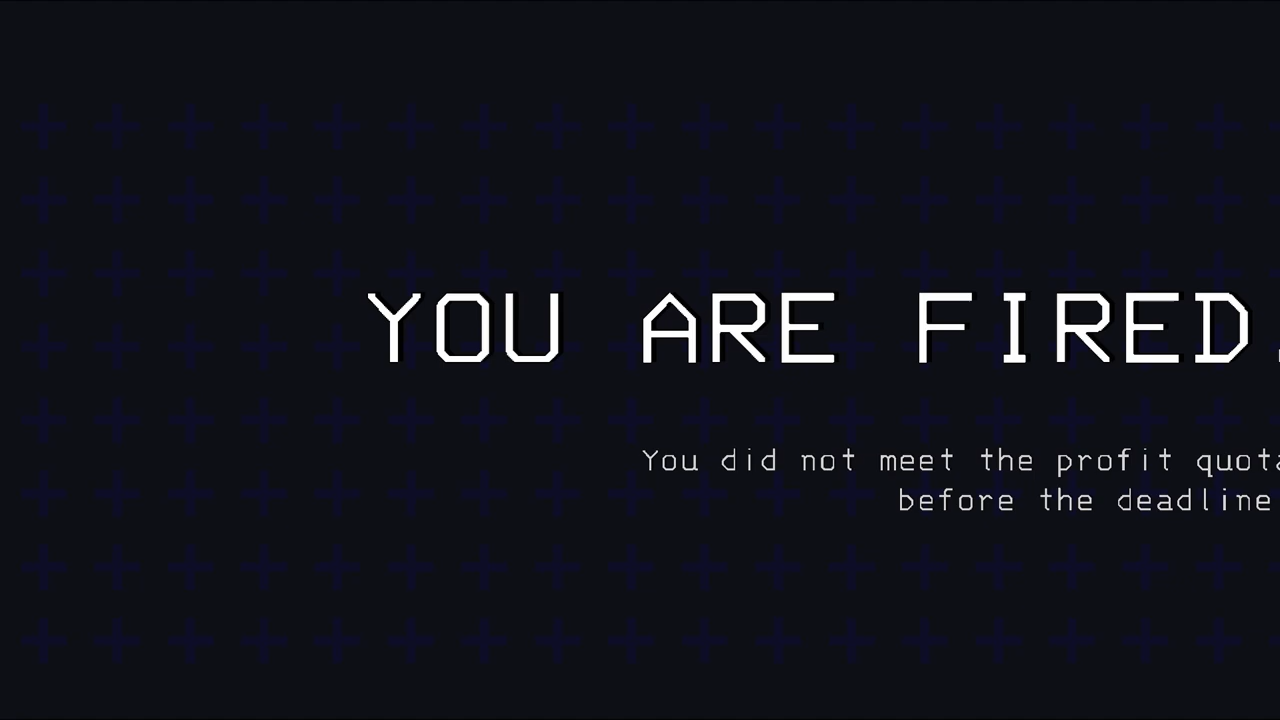 YOU ARE FIRED.
You did not meet the profit quota
before the deadline